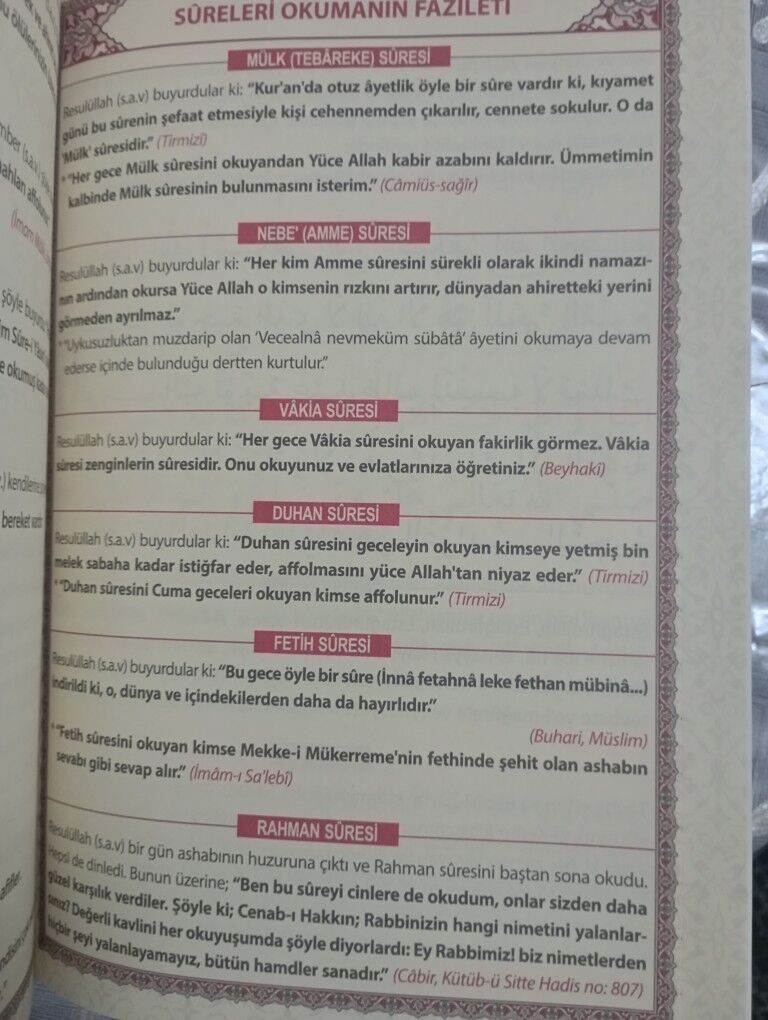 SÛRELERİ OKUMANIN FAZİLETİ
MÜLK (TEBÂREKE) SÛRESİ
Resulüllah (s.a.v) buyurdular ki: “Kur'an'da otuz âyetlik öyle bir sûre vardır ki, kıyamet
günü bu sûrenin şefaat etmesiyle kişi cehennemden çıkarılır, cennete sokulur. O da
'Mülk' sûresidir.” (Tirmizî)
*“Her gece Mülk sûresini okuyandan Yüce Allah kabir azabını kaldırır. Ümmetimin
kalbinde Mülk sûresinin bulunmasını isterim.” (Câmiüs-sağîr)
NEBE' (AMME) SÛRESİ
Resulüllah (s.a.v) buyurdular ki: “Her kim Amme sûresini sürekli olarak ikindi namazı-
nın ardından okursa Yüce Allah o kimsenin rızkını artırır, dünyadan ahiretteki yerini
görmeden ayrılmaz.”
*“Uykusuzluktan muzdarip olan ‘Vecealnâ nevmeküm sübâtâ’ âyetini okumaya devam
ederse içinde bulunduğu dertten kurtulur.”
VÂKIA SÛRESİ
Resulüllah (s.a.v) buyurdular ki: “Her gece Vâkia sûresini okuyan fakirlik görmez. Vâkia
sûresi zenginlerin sûresidir. Onu okuyunuz ve evlatlarınıza öğretiniz.” (Beyhakî)
DUHAN SÛRESİ
Resulüllah (s.a.v) buyurdular ki: “Duhan sûresini geceleyin okuyan kimseye yetmiş bin
melek sabaha kadar istiğfar eder, affolmasını yüce Allah'tan niyaz eder.” (Tirmizi)
*“Duhan sûresini Cuma geceleri okuyan kimse affolunur.” (Tirmizi)
FETİH SÛRESİ
Resulüllah (s.a.v) buyurdular ki: “Bu gece öyle bir sûre (İnnâ fetahnâ leke fethan mübinâ...)
indirildi ki, o, dünya ve içindekilerden daha da hayırlıdır.”
(Buhari, Müslim)
*“Fetih sûresini okuyan kimse Mekke-i Mükerreme'nin fethinde şehit olan ashabın
sevabı gibi sevap alır.” (İmâm-ı Sa'lebî)
RAHMAN SÛRESİ
Resulüllah (s.a.v) bir gün ashabının huzuruna çıktı ve Rahman sûresini baştan sona okudu.
Hepsi de dinledi. Bunun üzerine; “Ben bu sûreyi cinlere de okudum, onlar sizden daha
güzel karşılık verdiler. Şöyle ki; Cenab-ı Hakkın; Rabbinizin hangi nimetini yalanlar-
sınız? Değerli kavlini her okuyuşumda şöyle diyorlardı: Ey Rabbimiz! biz nimetlerden
hiçbir şeyi yalanlayamayız, bütün hamdler sanadır.” (Câbir, Kütüb-ü Sitte Hadis no: 807)